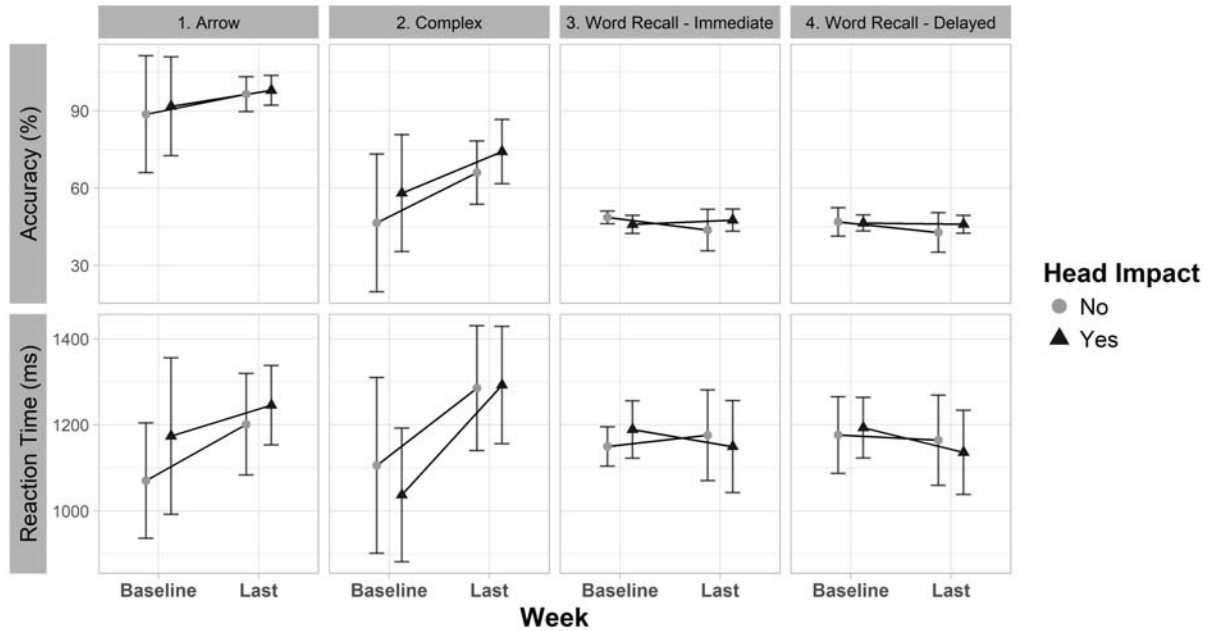 1. Arrow
2. Complex
3. Word Recall - Immediate
4. Word Recall - Delayed
Accuracy (%)
90
60
30
Reaction Time (ms)
1400
1200
1000
Baseline Last
Baseline Last
Baseline Last
Baseline Last
Week
Head Impact
No
Yes